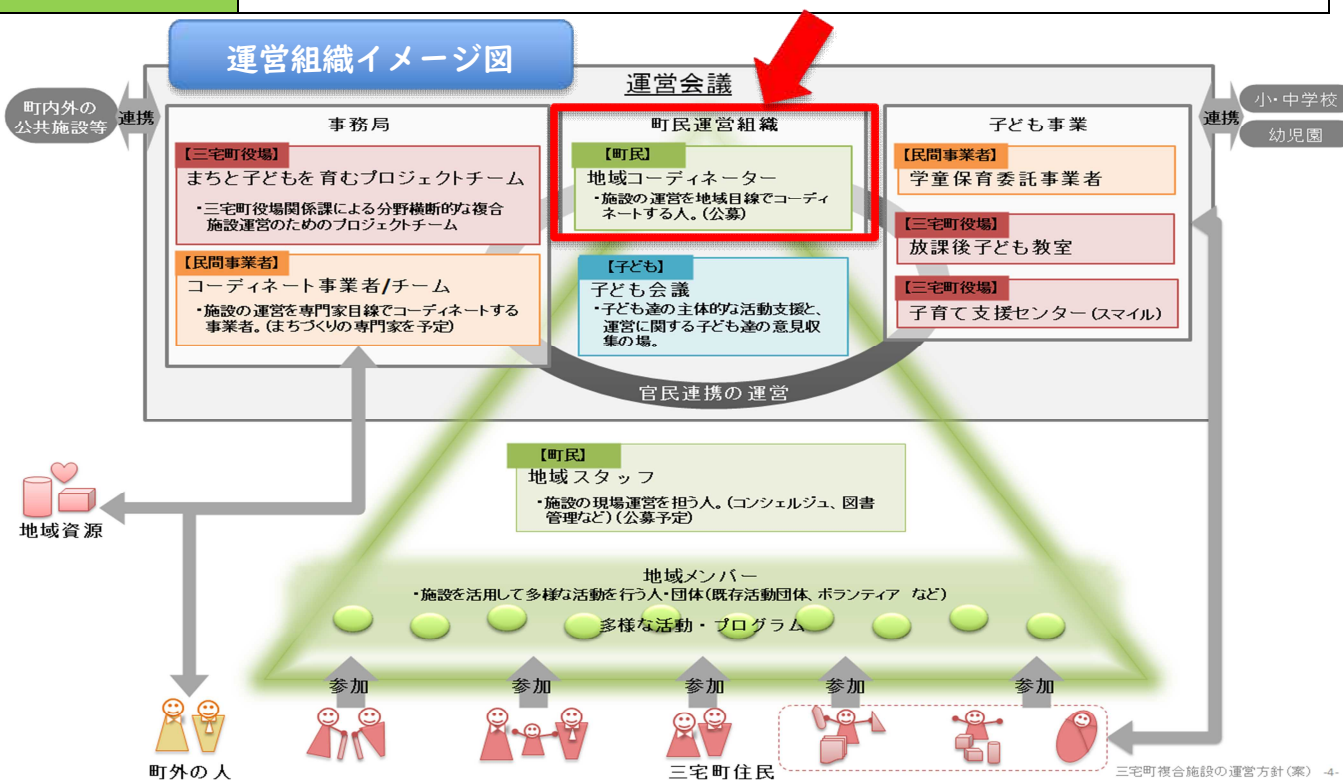 運営組織イメージ図
運営会議
町内外の
公共施設等
連携
連携
小・中学校
幼児園
事務局
【三宅町役場】
まちと子どもを育むプロジェクトチーム
・三宅町役場関係課による分野横断的な複合
施設運営のためのプロジェクトチーム
【民間事業者】
コーディネート事業者/チーム
・施設の運営を専門家目線でコーディネートする
事業者。(まちづくりの専門家を予定)
町民運営組織
【町民】
地域コーディネーター
・施設の運営を地域目線でコーディ
ネートする人。(公募)
【子ども】
子ども会議
・子ども達の主体的な活動支援と、
運営に関する子ども達の意見収
集の場。
子ども事業
【民間事業者】
学童保育委託事業者
【三宅町役場】
放課後子ども教室
【三宅町役場】
子育て支援センター(スマイル)
官民連携の運営
【町民】
地域スタッフ
・施設の現場運営を担う人。(コンシェルジュ、図書
管理など)(公募予定)
地域資源
地域メンバー
・施設を活用して多様な活動を行う人・団体(既存活動団体、ボランティア など)
多様な活動・プログラム
参加
参加
参加
参加
参加
町外の人
三宅町住民
三宅町複合施設の運営方針(案) -4-